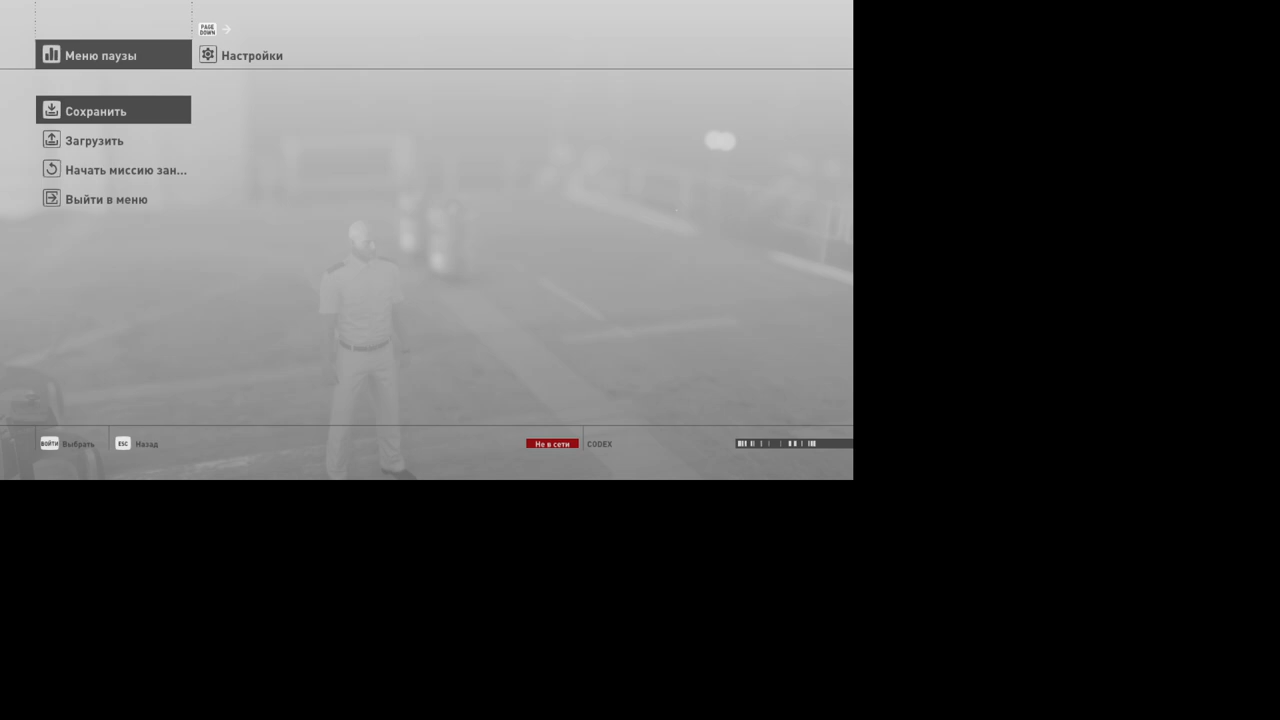 PAGE DOWN
Меню паузы
Настройки
Сохранить
Загрузить
Начать миссию зан...
Выйти в меню
ВОЙТИ Выбрать
ESC Назад
Не в сети
CODEX